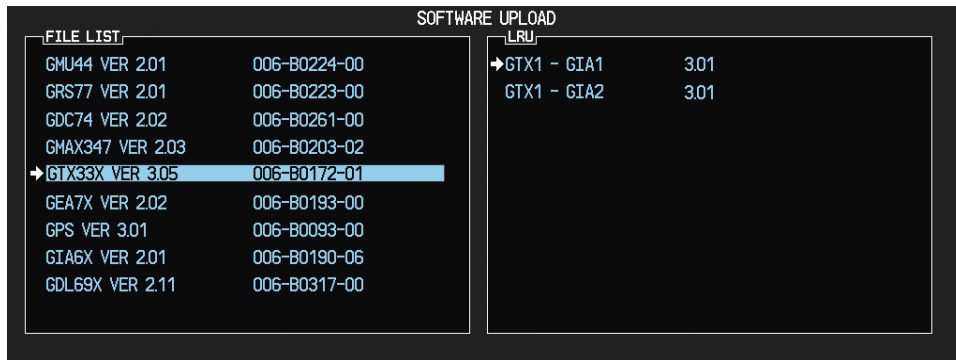 SOFTWARE UPLOAD
FILE LIST
GMU44 VER 2.01 006-B0224-00
GRS77 VER 2.01 006-B0223-00
GDC74 VER 2.02 006-B0261-00
GMAX347 VER 2.03 006-B0203-02
GTX33X VER 3.05 006-B0172-01
GEA7X VER 2.02 006-B0193-00
GPS VER 3.01 006-B0093-00
GIA6X VER 2.01 006-B0190-06
GDL69X VER 2.11 006-B0317-00
LRU
GTX1 - GIA1 3.01
GTX1 - GIA2 3.01